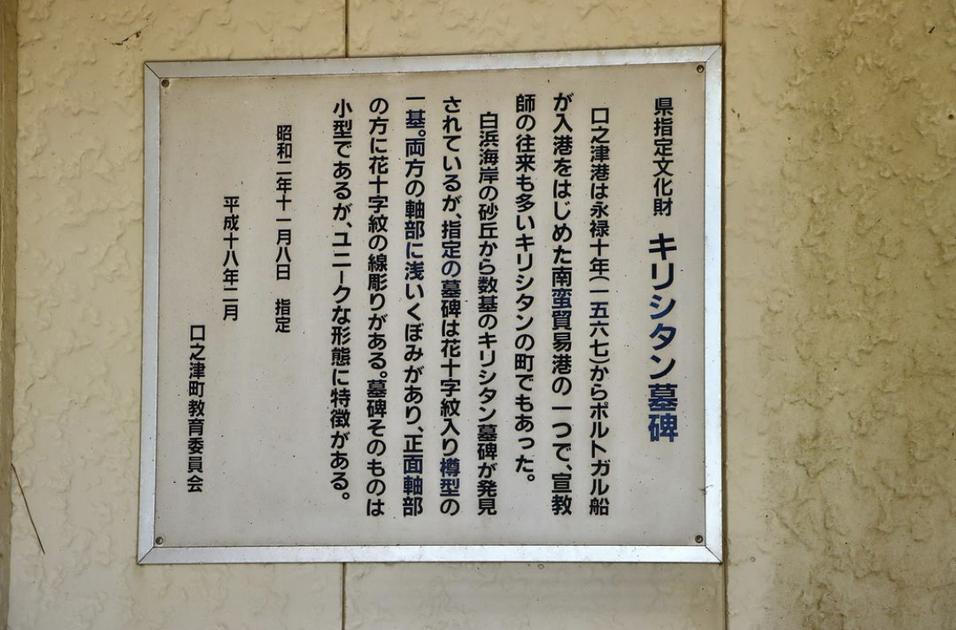 県指定文化財 キリシタン墓碑
口之津港は永禄十年(一五六七)からポルトガル船
が入港をはじめた南蛮貿易港の一つで、宣教
師の往来も多いキリシタンの町でもあった。
白浜海岸の砂丘から数基のキリシタン墓碑が発見
されているが、指定の墓碑は花十字紋入り樽型の
一基。両方の軸部に浅いくぼみがあり、正面軸部
の方に花十字紋の線彫りがある。墓碑そのものは
小型であるが、ユニークな形態に特徴がある。
昭和二年十一月八日 指定
平成十八年二月
口之津町教育委員会